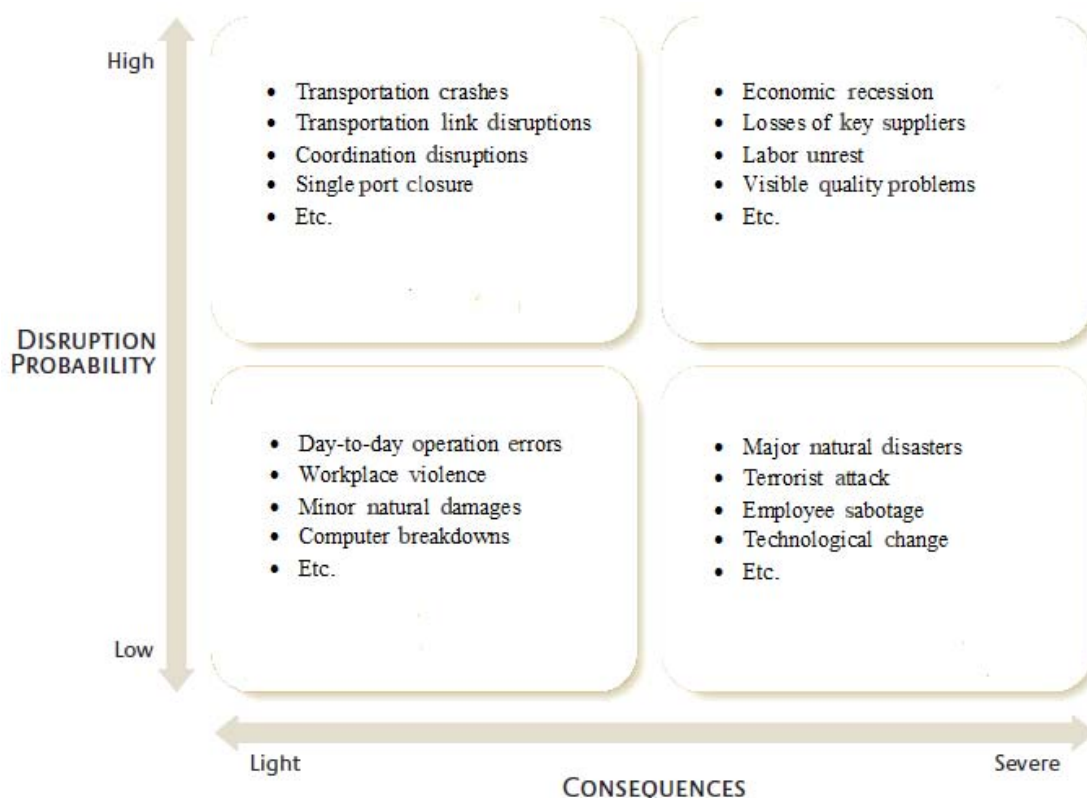 High
• Transportation crashes
• Transportation link disruptions
• Coordination disruptions
• Single port closure
• Etc.
• Economic recession
• Losses of key suppliers
• Labor unrest
• Visible quality problems
• Etc.
DISRUPTION
PROBABILITY
• Day-to-day operation errors
• Workplace violence
• Minor natural damages
• Computer breakdowns
• Etc.
• Major natural disasters
• Terrorist attack
• Employee sabotage
• Technological change
• Etc.
Low
Light
Severe
CONSEQUENCES